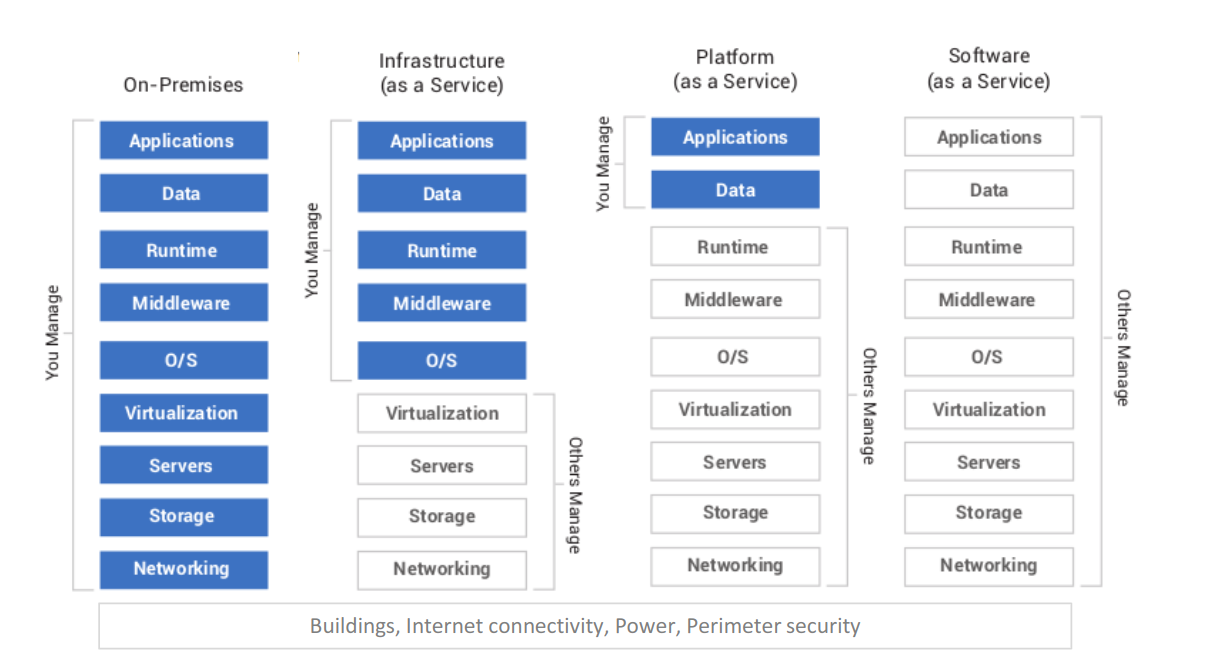 On-Premises
Applications
Data
Runtime
Middleware
O/S
Virtualization
Servers
Storage
Networking
You Manage
Infrastructure
(as a Service)
Applications
Data
Runtime
Middleware
O/S
Virtualization
Servers
Storage
Networking
You Manage
Others Manage
Platform
(as a Service)
Applications
Data
Runtime
Middleware
O/S
Virtualization
Servers
Storage
Networking
You Manage
Others Manage
Software
(as a Service)
Applications
Data
Runtime
Middleware
O/S
Virtualization
Servers
Storage
Networking
Others Manage
Buildings, Internet connectivity, Power, Perimeter security